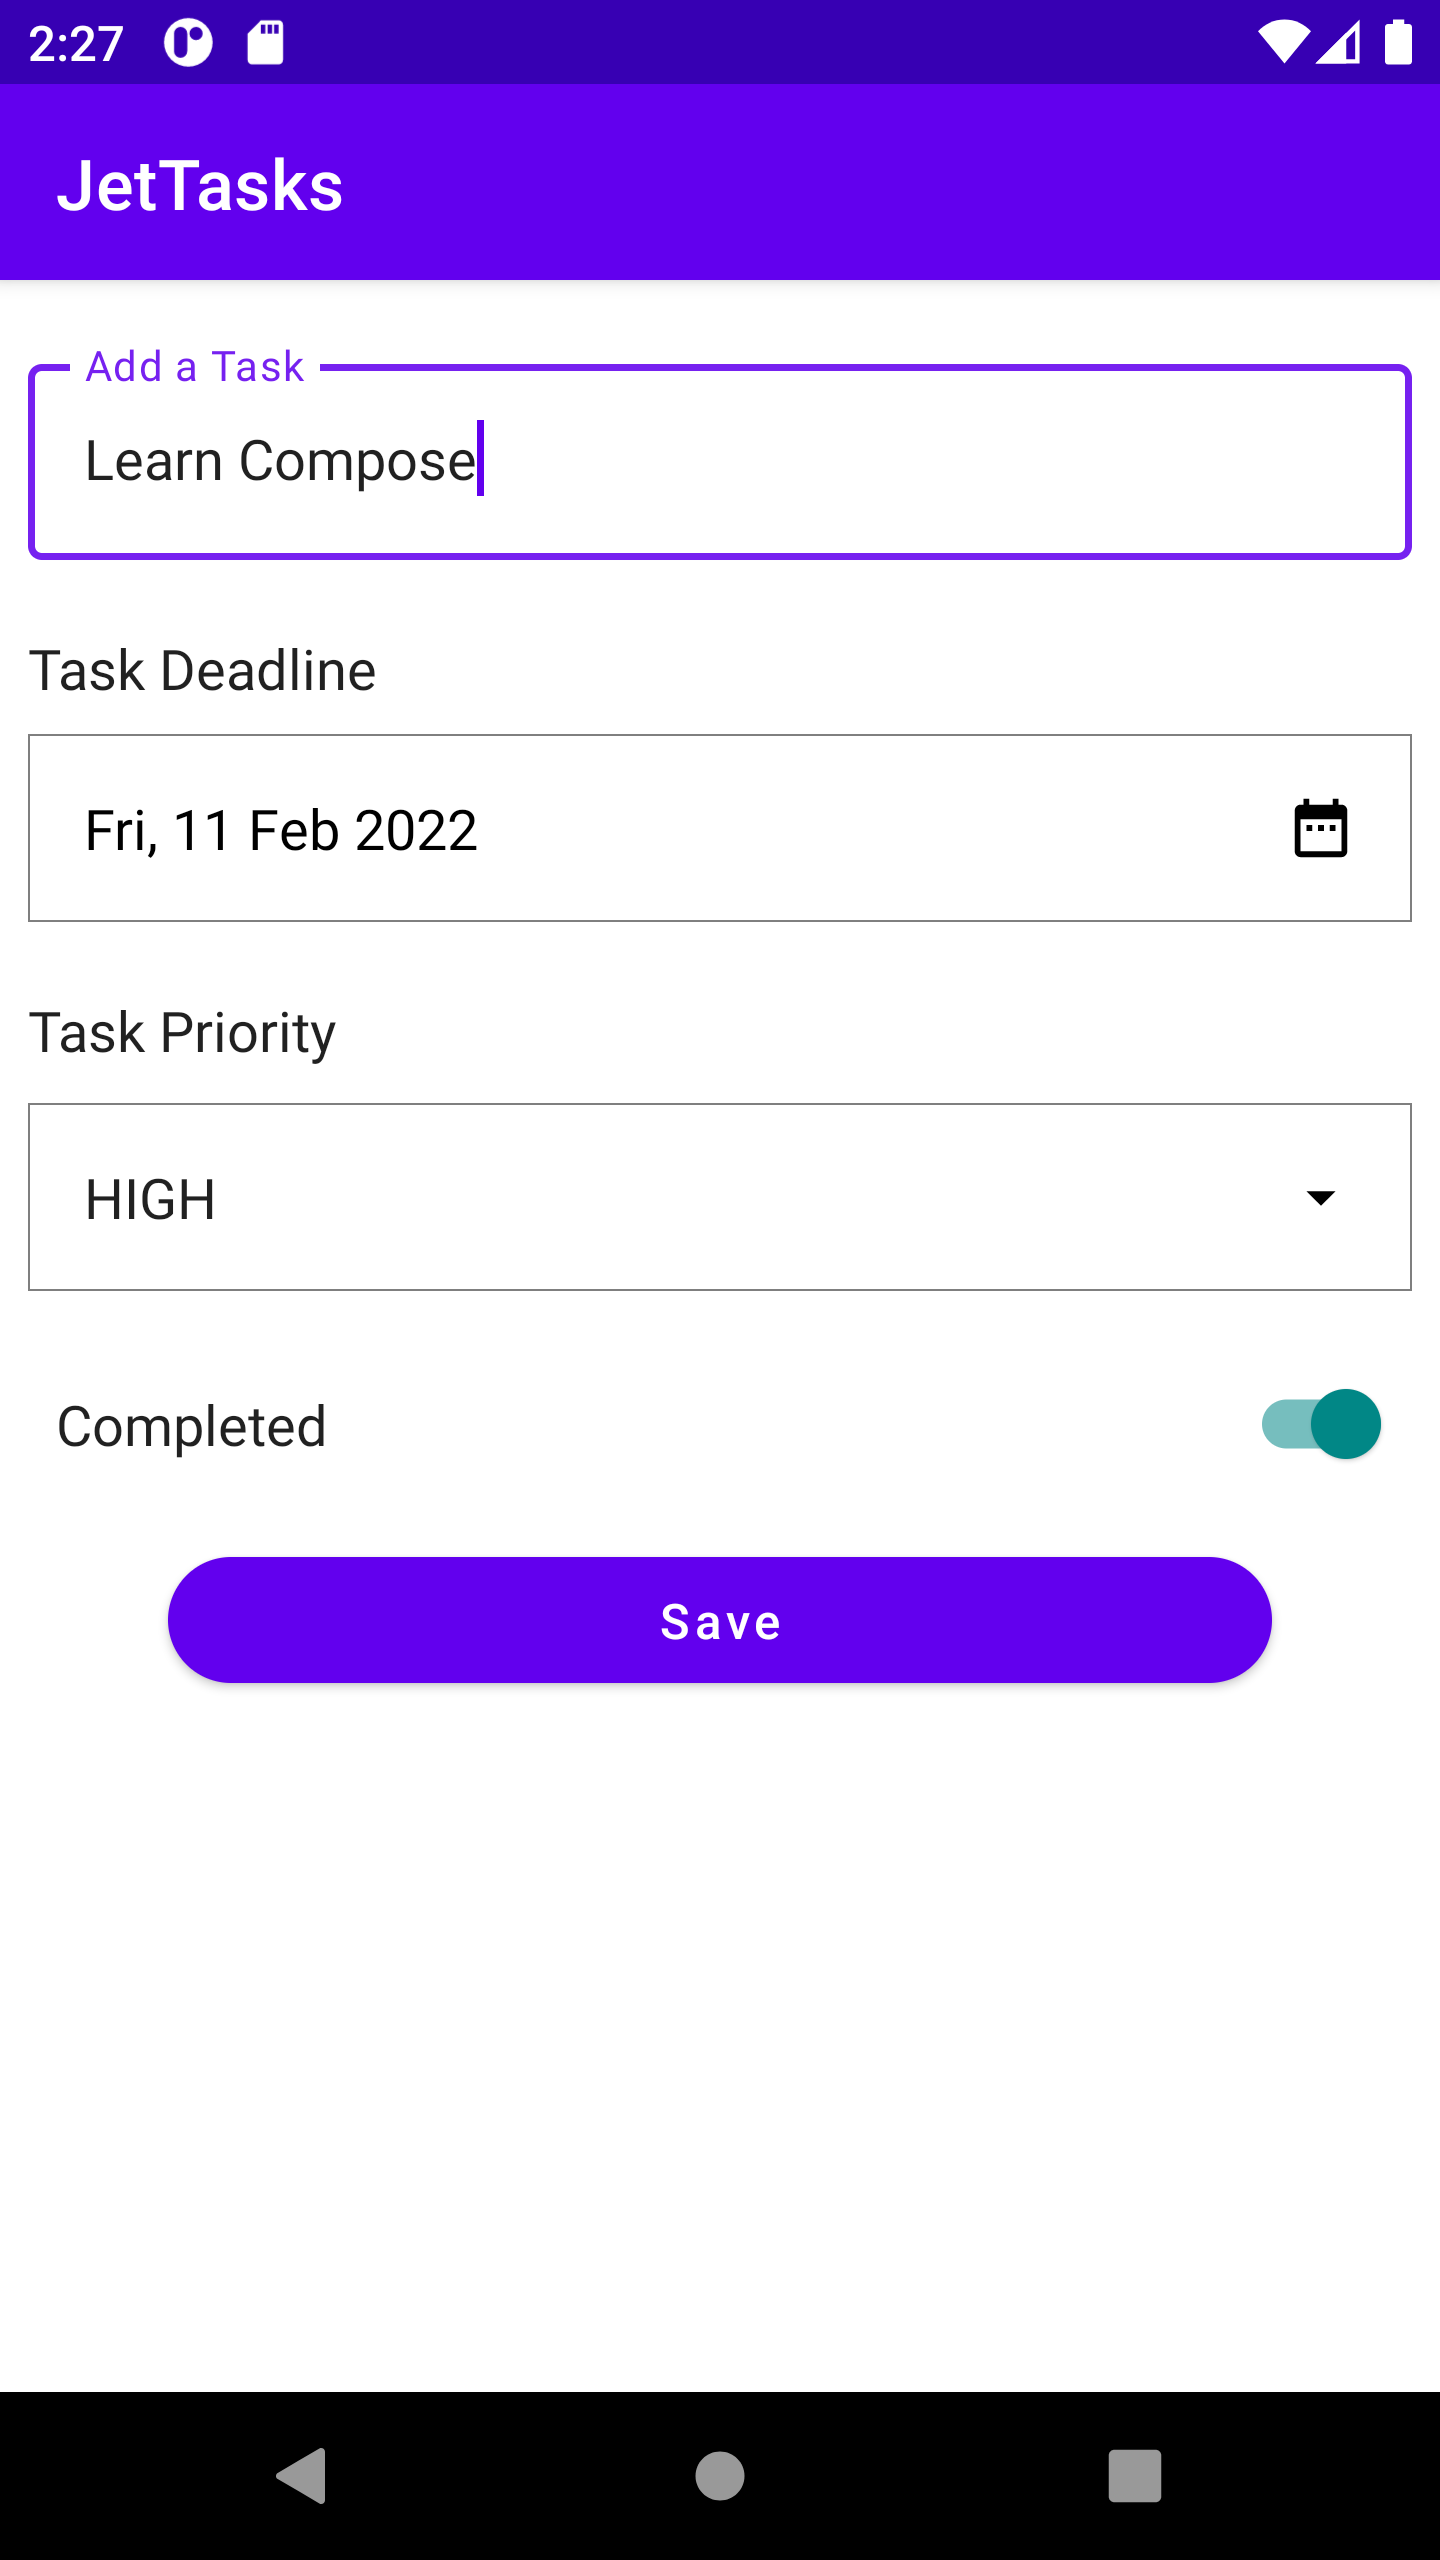 2:27
JetTasks
Add a Task
Learn Compose
Task Deadline
Fri, 11 Feb 2022
Task Priority
HIGH
Completed
Save